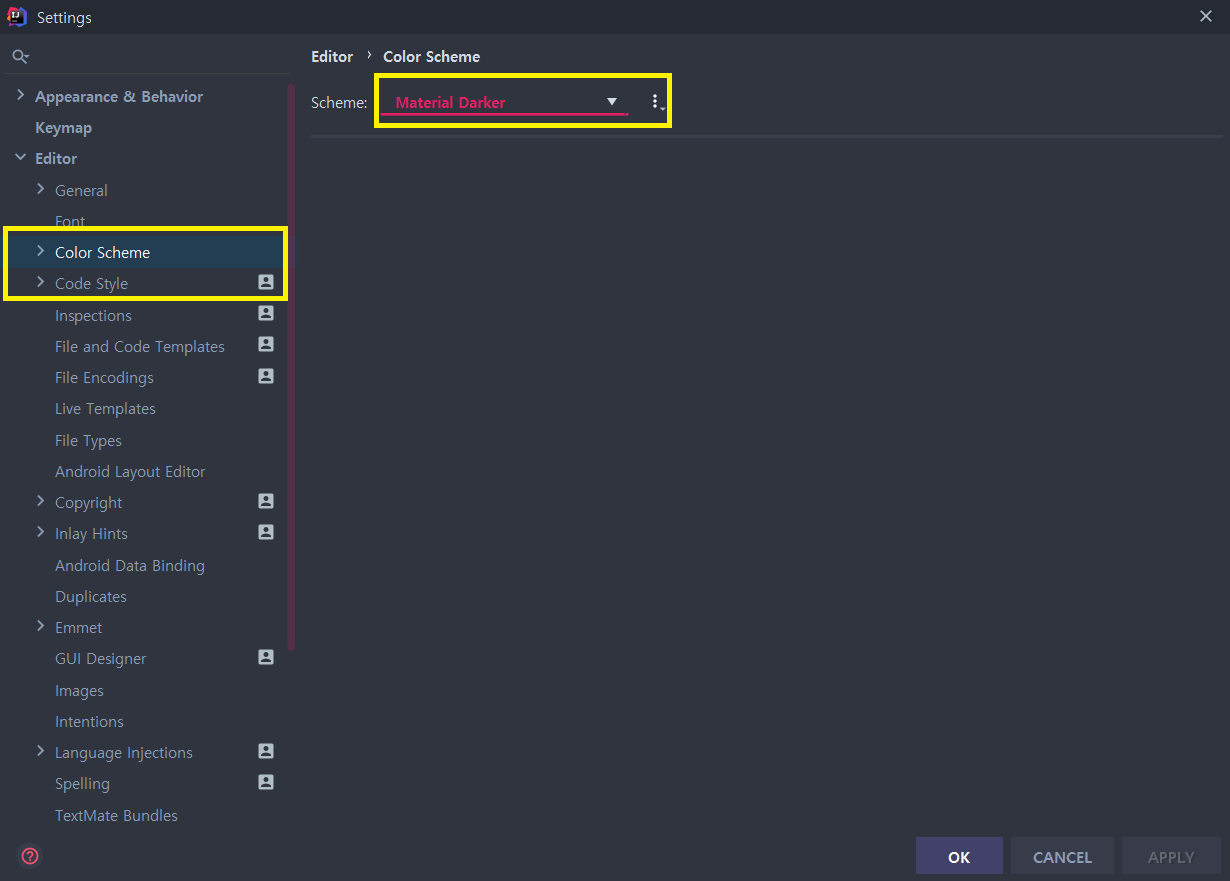 Settings
Editor › Color Scheme
Scheme: Material Darker
Appearance & Behavior
Keymap
Editor
General
Font
Color Scheme
Code Style
Inspections
File and Code Templates
File Encodings
Live Templates
File Types
Android Layout Editor
Copyright
Inlay Hints
Android Data Binding
Duplicates
Emmet
GUI Designer
Images
Intentions
Language Injections
Spelling
TextMate Bundles
OK CANCEL APPLY